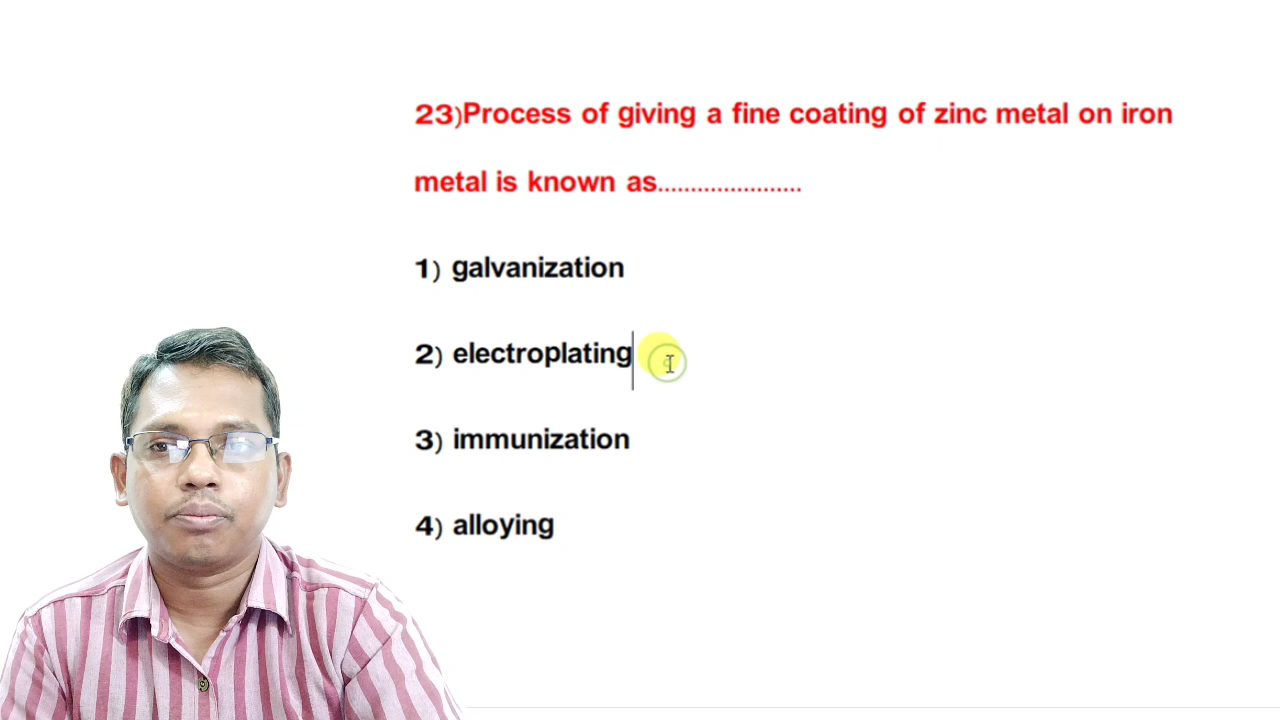 23)Process of giving a fine coating of zinc metal on iron
metal is known as......................
1) galvanization
2) electroplating
3) immunization
4) alloying